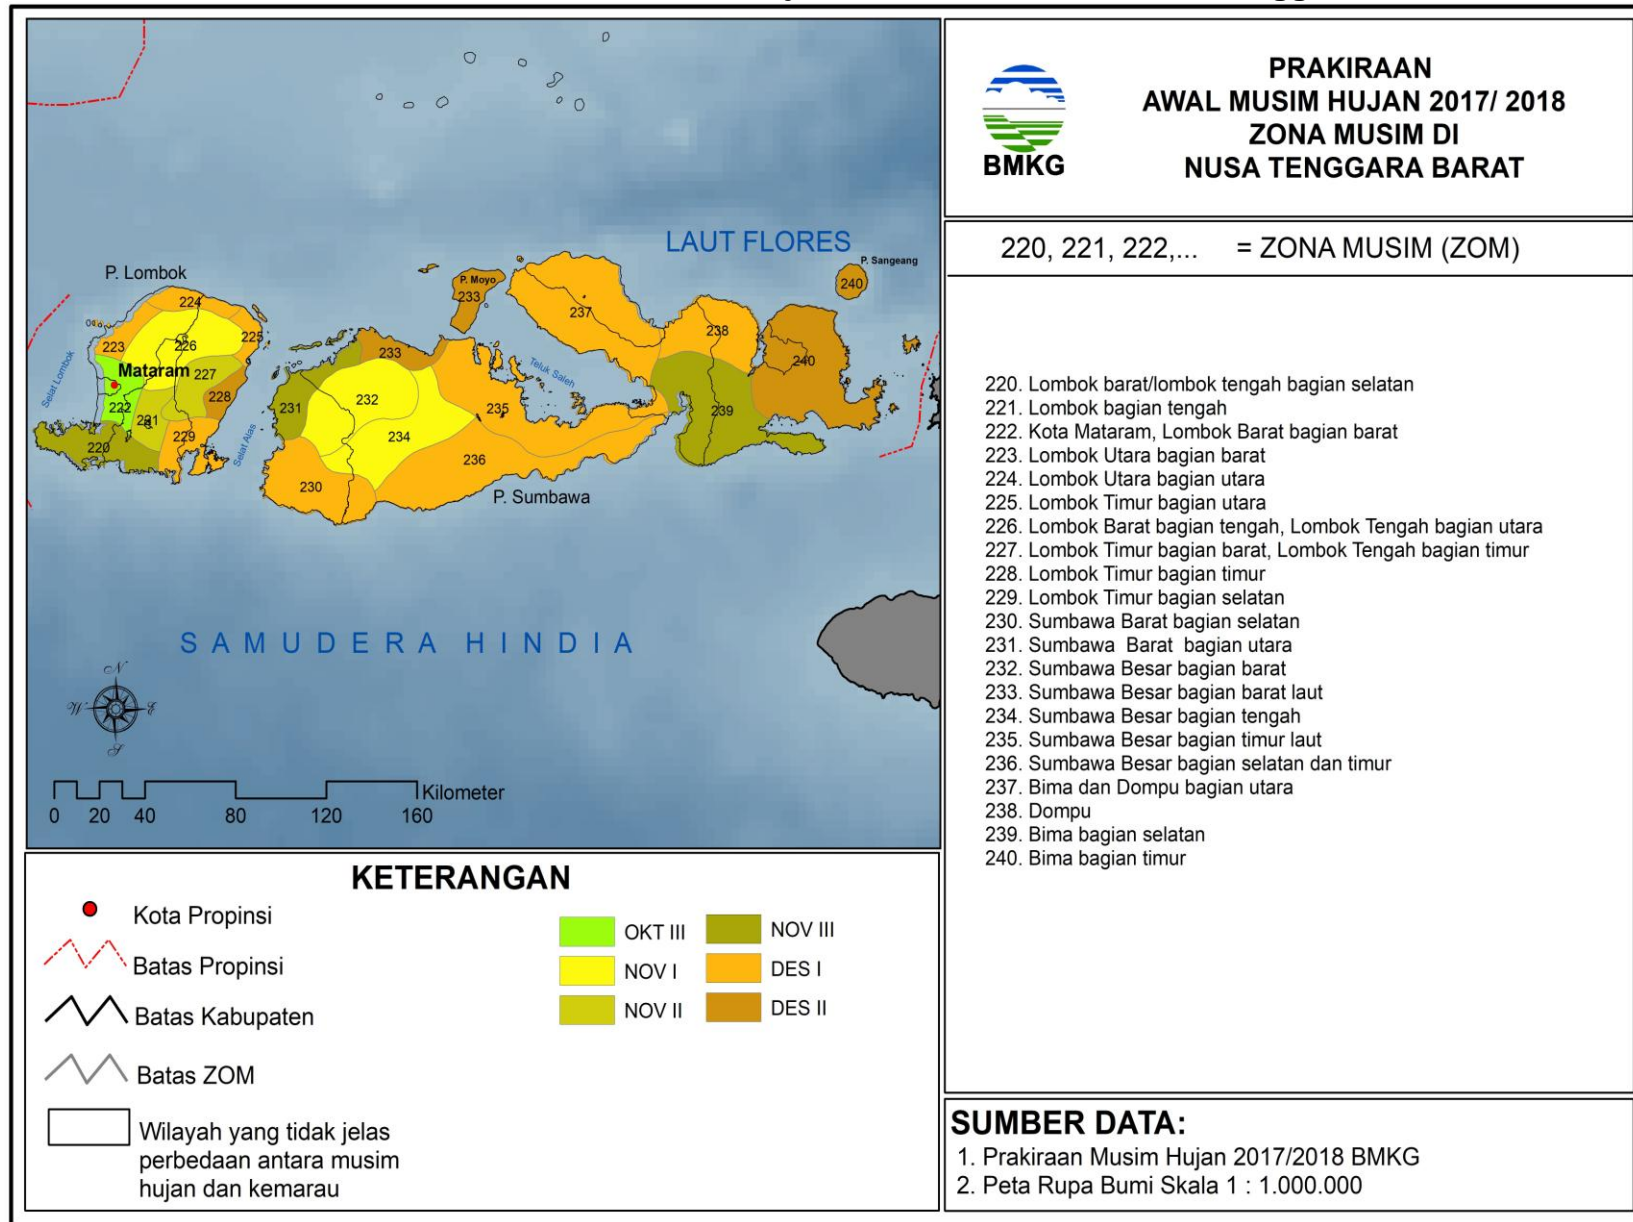 PRAKIRAAN
AWAL MUSIM HUJAN 2017/ 2018
ZONA MUSIM DI
NUSA TENGGARA BARAT
BMKG
220, 221, 222,... = ZONA MUSIM (ZOM)
220. Lombok barat/lombok tengah bagian selatan
221. Lombok bagian tengah
222. Kota Mataram, Lombok Barat bagian barat
223. Lombok Utara bagian barat
224. Lombok Utara bagian utara
225. Lombok Timur bagian utara
226. Lombok Barat bagian tengah, Lombok Tengah bagian utara
227. Lombok Timur bagian barat, Lombok Tengah bagian timur
228. Lombok Timur bagian timur
229. Lombok Timur bagian selatan
230. Sumbawa Barat bagian selatan
231. Sumbawa Barat bagian utara
232. Sumbawa Besar bagian barat
233. Sumbawa Besar bagian barat laut
234. Sumbawa Besar bagian tengah
235. Sumbawa Besar bagian timur laut
236. Sumbawa Besar bagian selatan dan timur
237. Bima dan Dompu bagian utara
238. Dompu
239. Bima bagian selatan
240. Bima bagian timur
SUMBER DATA:
1. Prakiraan Musim Hujan 2017/2018 BMKG
2. Peta Rupa Bumi Skala 1 : 1.000.000
LAUT FLORES
P. Sangeang
240
P. Lombok
P. Moyo
233
224
237
223
226
225
238
233
240
Selat Lombok
Mataram
227
Teluk Saleh
228
232
231
222
221
235
239
229
234
220
Selat Alas
236
230
P. Sumbawa
SAMUDERA HINDIA
N
W E
S
Kilometer
0 20 40 80 120 160
KETERANGAN
Kota Propinsi
Batas Propinsi
Batas Kabupaten
Batas ZOM
Wilayah yang tidak jelas
perbedaan antara musim
hujan dan kemarau
OKT III
NOV I
NOV II
NOV III
DES I
DES II